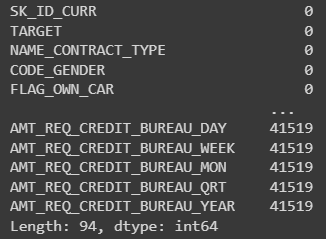 SK_ID_CURR 0
TARGET 0
NAME_CONTRACT_TYPE 0
CODE_GENDER 0
FLAG_OWN_CAR 0
...
AMT_REQ_CREDIT_BUREAU_DAY 41519
AMT_REQ_CREDIT_BUREAU_WEEK 41519
AMT_REQ_CREDIT_BUREAU_MON 41519
AMT_REQ_CREDIT_BUREAU_QRT 41519
AMT_REQ_CREDIT_BUREAU_YEAR 41519
Length: 94, dtype: int64